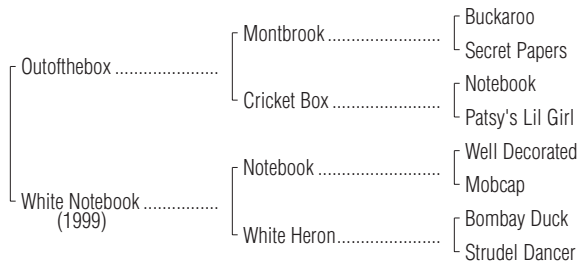 Buckaroo
Montbrook ........................
Secret Papers
Outofthebox ......................
Notebook
Cricket Box .......................
Patsy's Lil Girl
Well Decorated
Notebook ..........................
Mobcap
White Notebook ................
(1999)
Bombay Duck
White Heron......................
Strudel Dancer